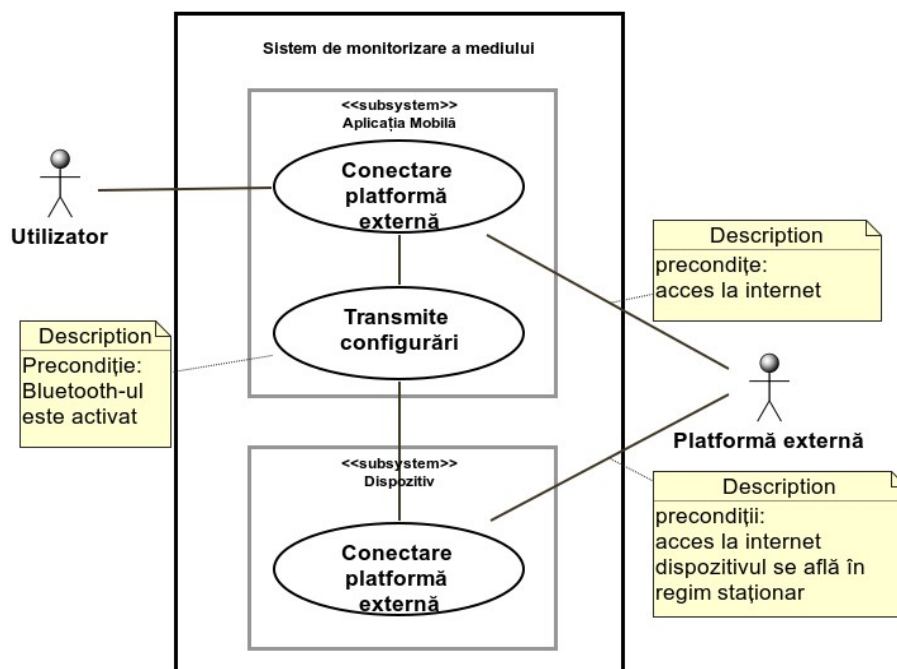 Sistem de monitorizare a mediului
<<subsystem>>
Aplicația Mobilă
Conectare
platformă
externă
Utilizator
Description
precondițe:
acces la internet
Transmite
configurări
Description
Precondiție:
Bluetooth-ul
este activat
Platformă externă
<<subsystem>>
Dispozitiv
Conectare
platformă
externă
Description
precondiții:
acces la internet
dispozitivul se află în
regim staționar